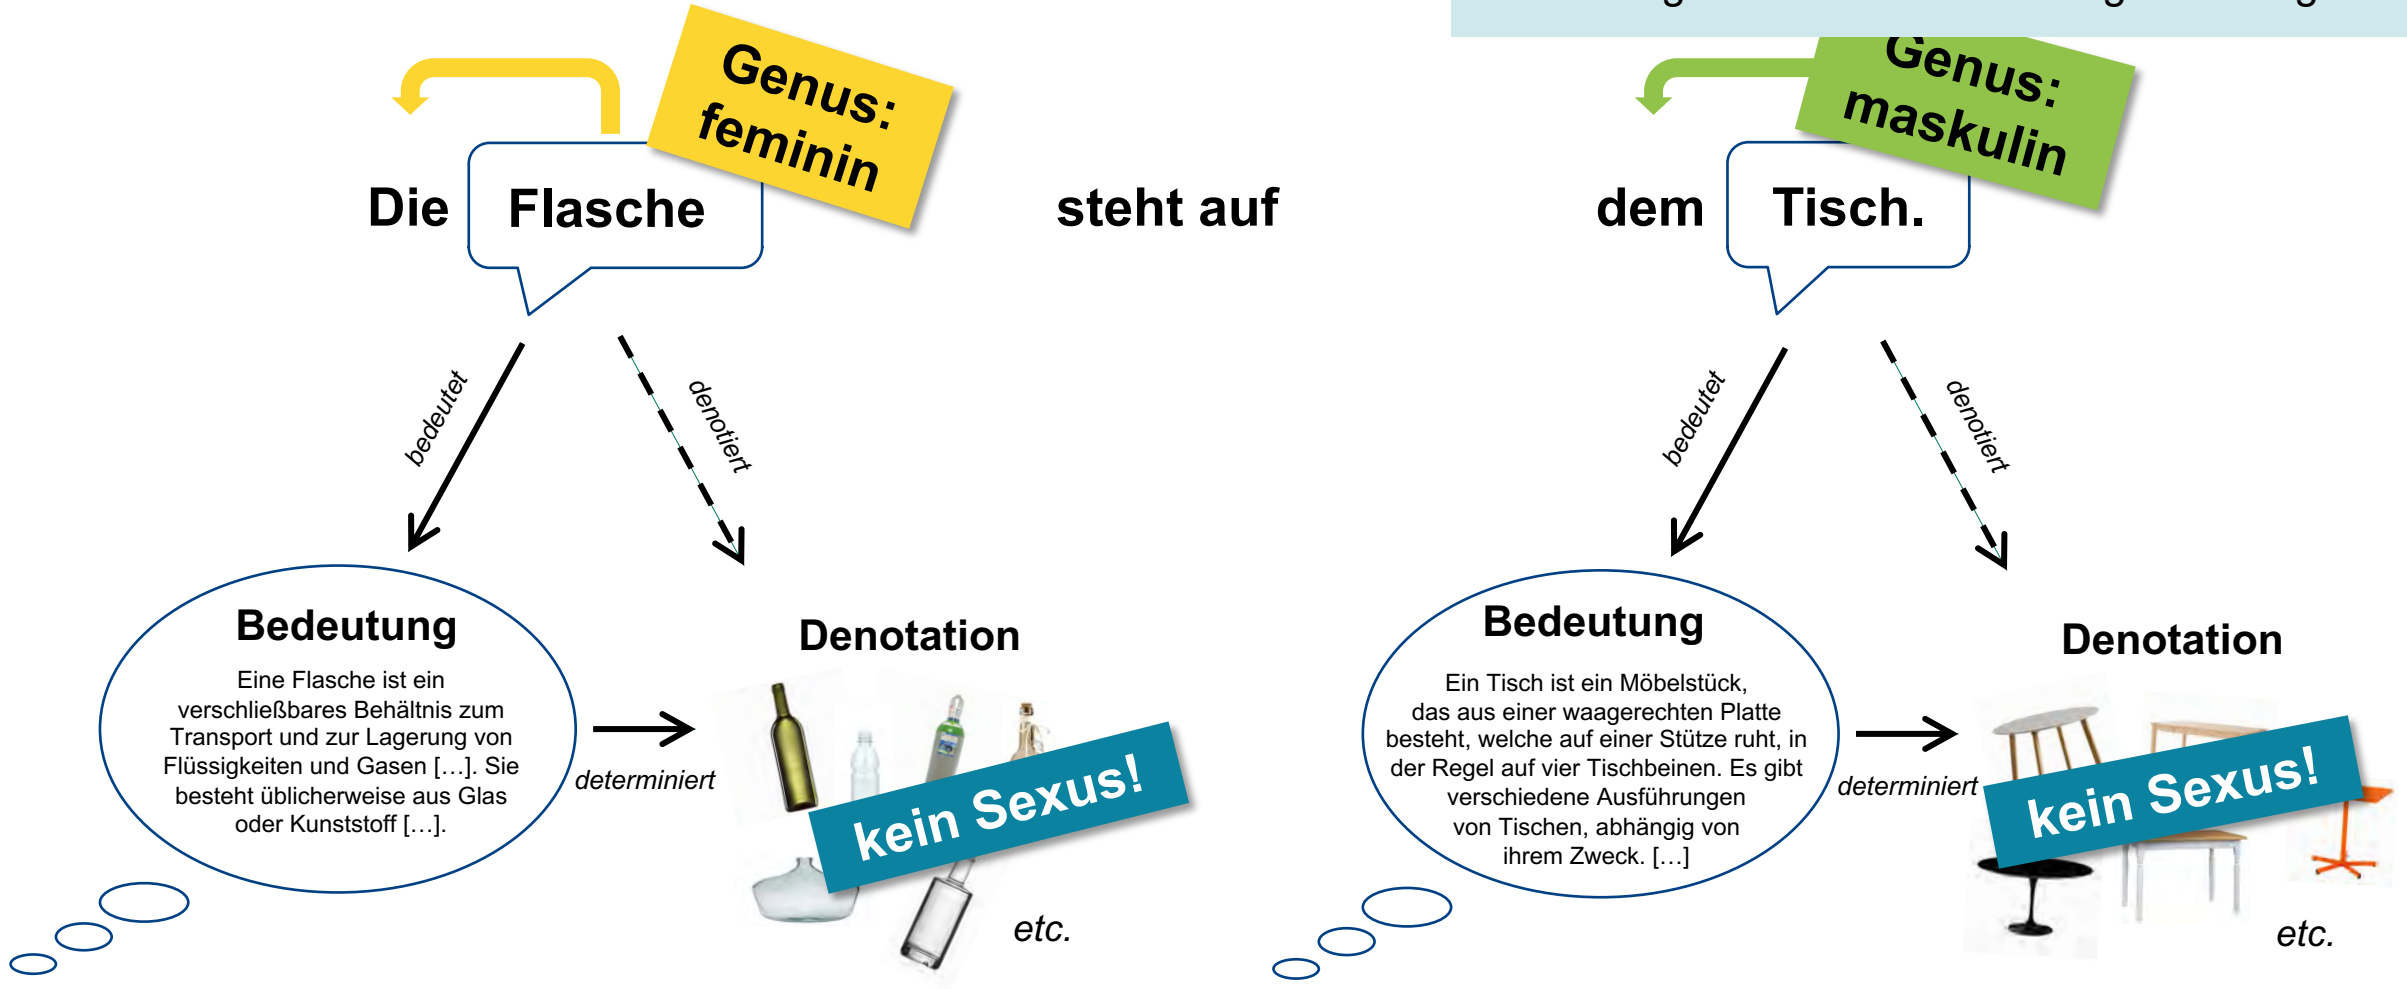 Genus:
feminin
Genus:
maskulin
Die Flasche steht auf dem Tisch.
bedeutet
denotiert
bedeutet
denotiert
Bedeutung
Eine Flasche ist ein
verschließbares Behältnis zum
Transport und zur Lagerung von
Flüssigkeiten und Gasen […]. Sie
besteht üblicherweise aus Glas
oder Kunststoff […].
determiniert
Denotation
kein Sexus!
etc.
Bedeutung
Ein Tisch ist ein Möbelstück,
das aus einer waagerechten Platte
besteht, welche auf einer Stütze ruht, in
der Regel auf vier Tischbeinen. Es gibt
verschiedene Ausführungen
von Tischen, abhängig von
ihrem Zweck. […]
determiniert
Denotation
kein Sexus!
etc.